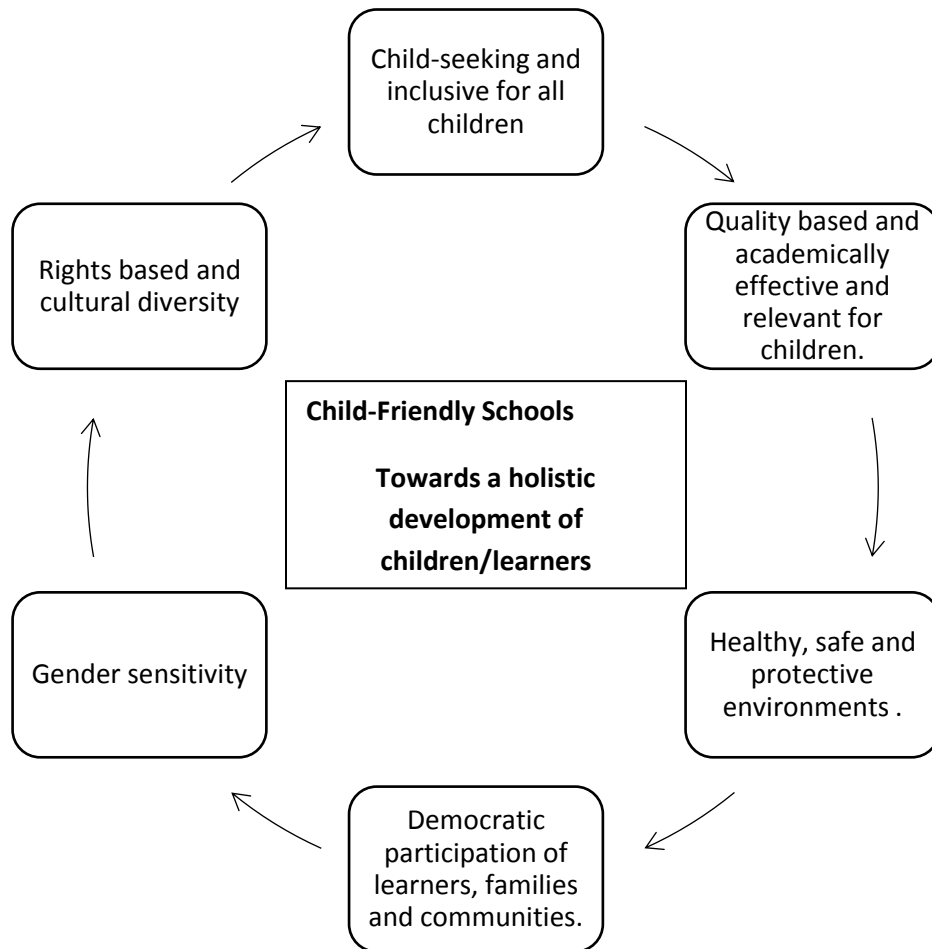 Child-seeking and
inclusive for all
children
Quality based and
academically
effective and
relevant for
children.
Healthy, safe and
protective
environments .
Democratic
participation of
learners, families
and communities.
Gender sensitivity
Rights based and
cultural diversity
Child-Friendly Schools
Towards a holistic
development of
children/learners